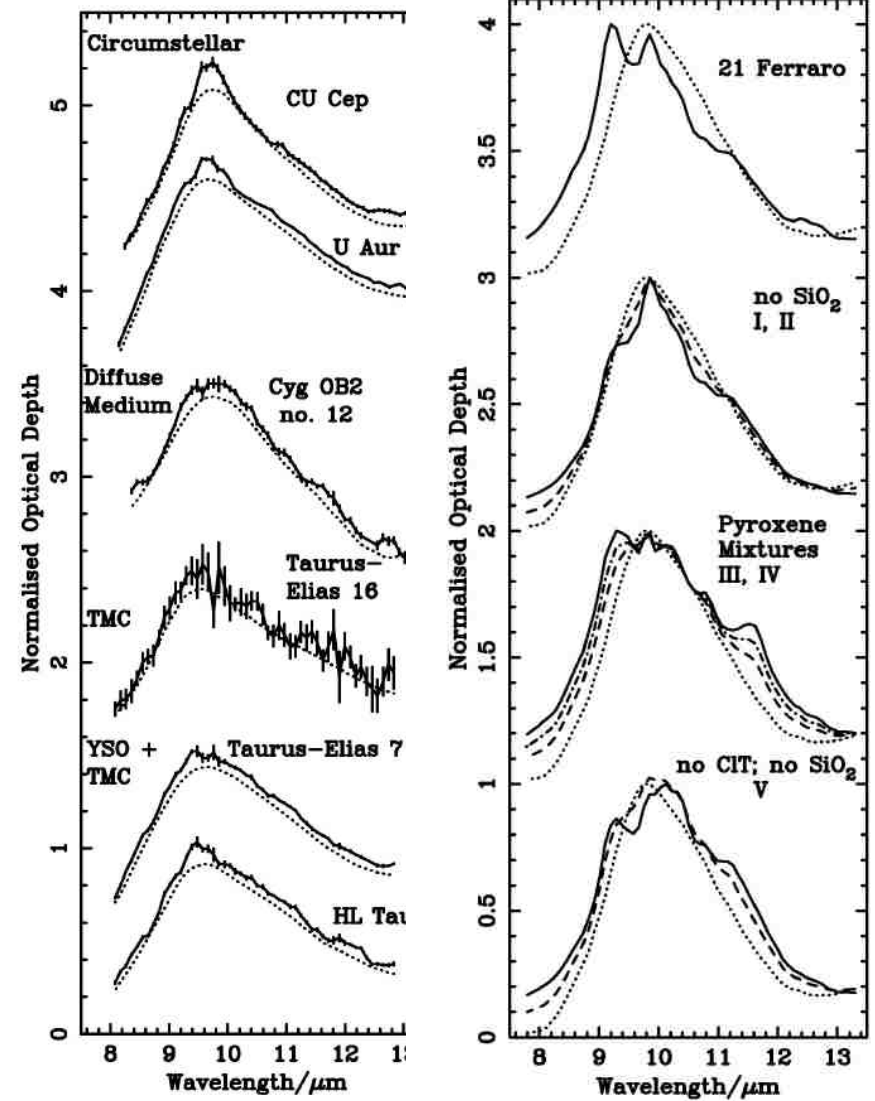 Circumstellar
CU Cep
U Aur
Diffuse
Medium
Cyg OB2
no. 12
Taurus-
Elias 16
TMC
YSO +
TMC
Taurus-Elias 7
HL Tau
Normalised Optical Depth
0
1
2
3
4
5
8
9
10
11
12
Wavelength/μm
21 Ferraro
no SiO₂
I, II
Pyroxene
Mixtures
III, IV
no ClT; no SiO₂
V
Normalised Optical Depth
0
0.5
1
1.5
2
2.5
3
3.5
4
8
9
10
11
12
13
Wavelength/μm